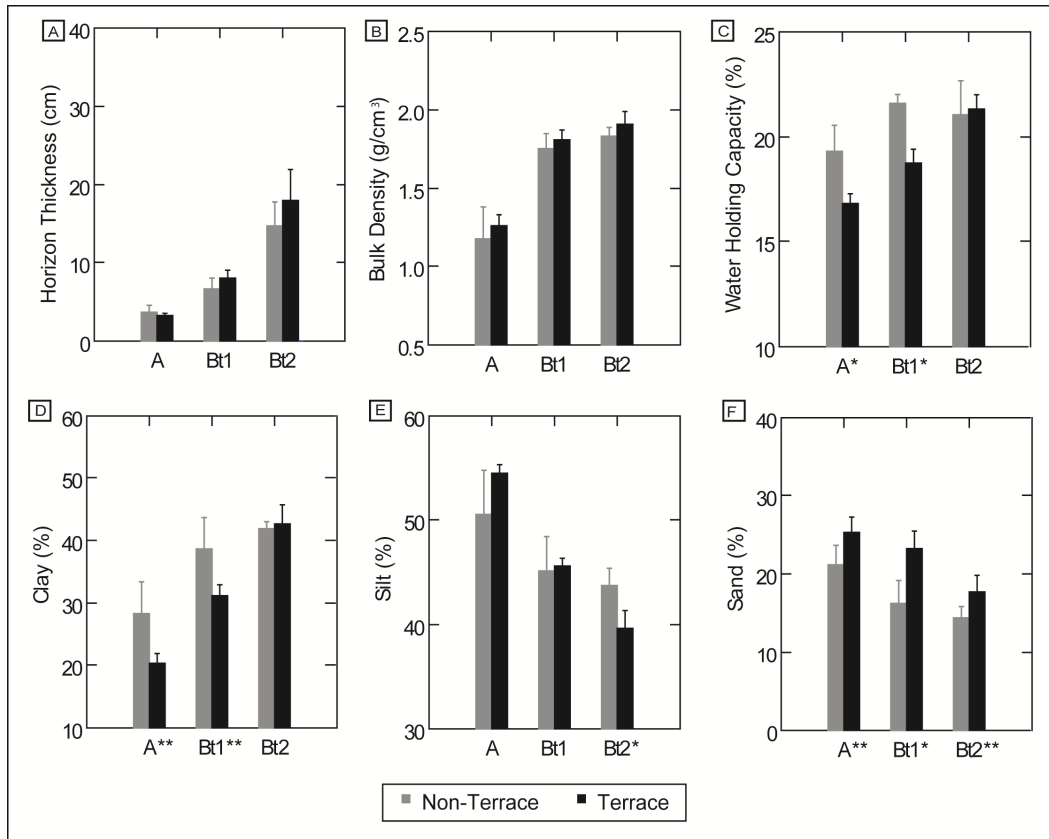 A
Horizon Thickness (cm)
40
30
20
10
0
A Bt1 Bt2
B
Bulk Density (g/cm³)
2.5
2.0
1.5
1.0
0.5
A Bt1 Bt2
C
Water Holding Capacity (%)
25
20
15
10
A* Bt1* Bt2
D
Clay (%)
60
50
40
30
20
10
A** Bt1** Bt2
E
Silt (%)
60
50
40
30
A Bt1 Bt2*
F
Sand (%)
40
30
20
10
0
A** Bt1* Bt2**
Non-Terrace Terrace